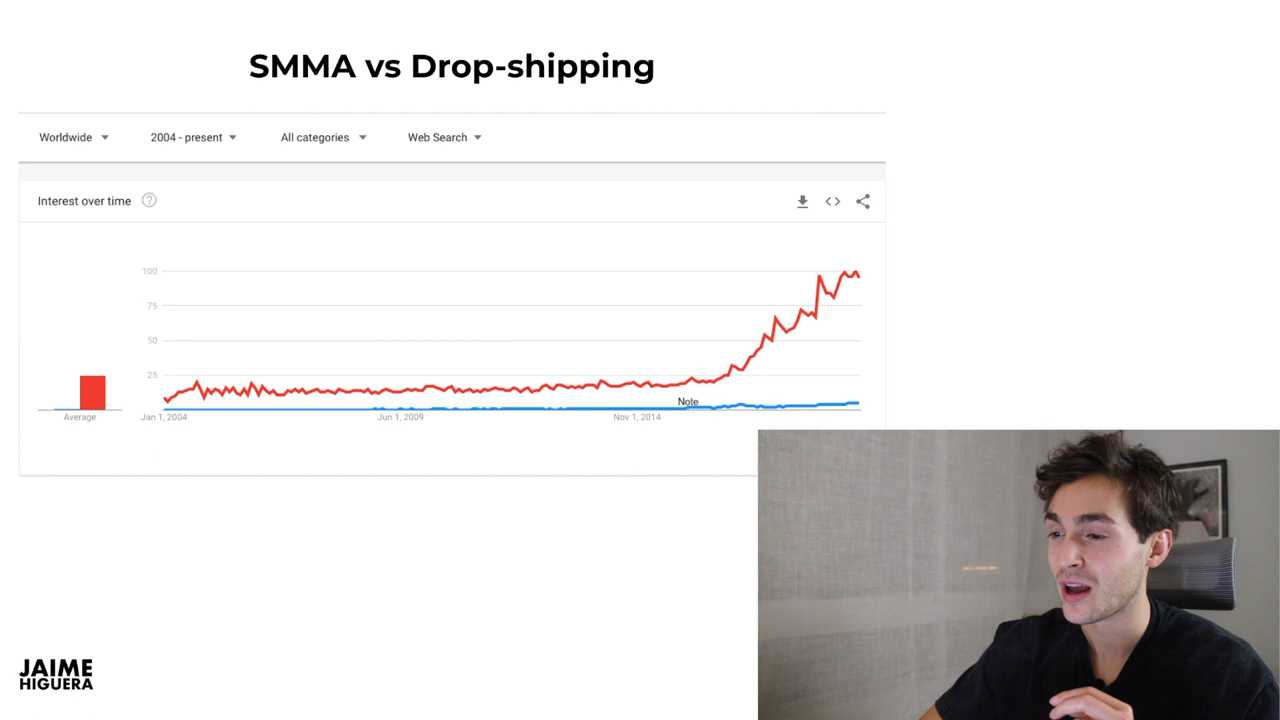 SMMA vs Drop-shipping
Worldwide 2004 - present All categories Web Search
Interest over time ?
100
75
50
25
Note
Average Jan 1, 2004 Jun 1, 2009 Nov 1, 2014
JAIME
HIGUERA